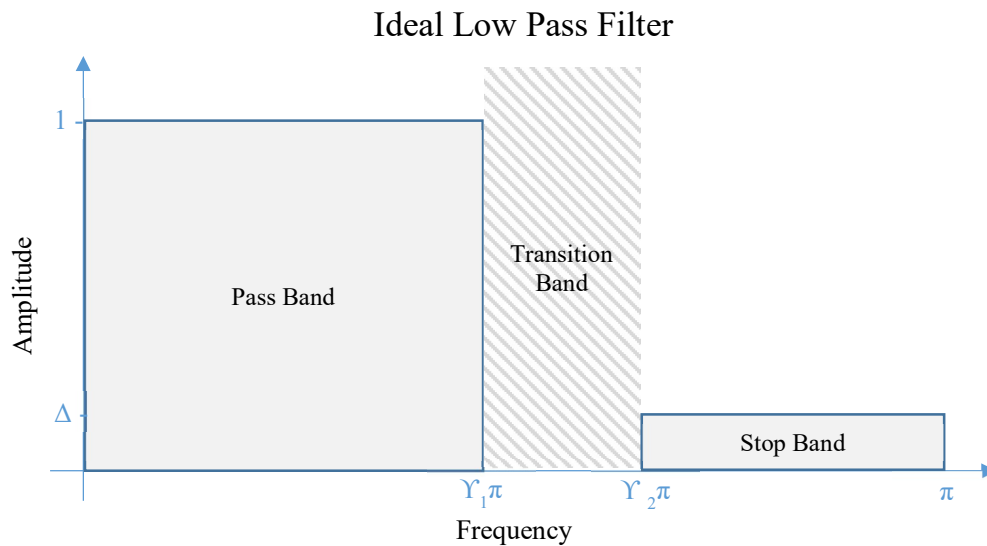 Ideal Low Pass Filter
1
Amplitude
Pass Band
Transition
Band
Δ
Stop Band
ϒ₁π
ϒ₂π
π
Frequency